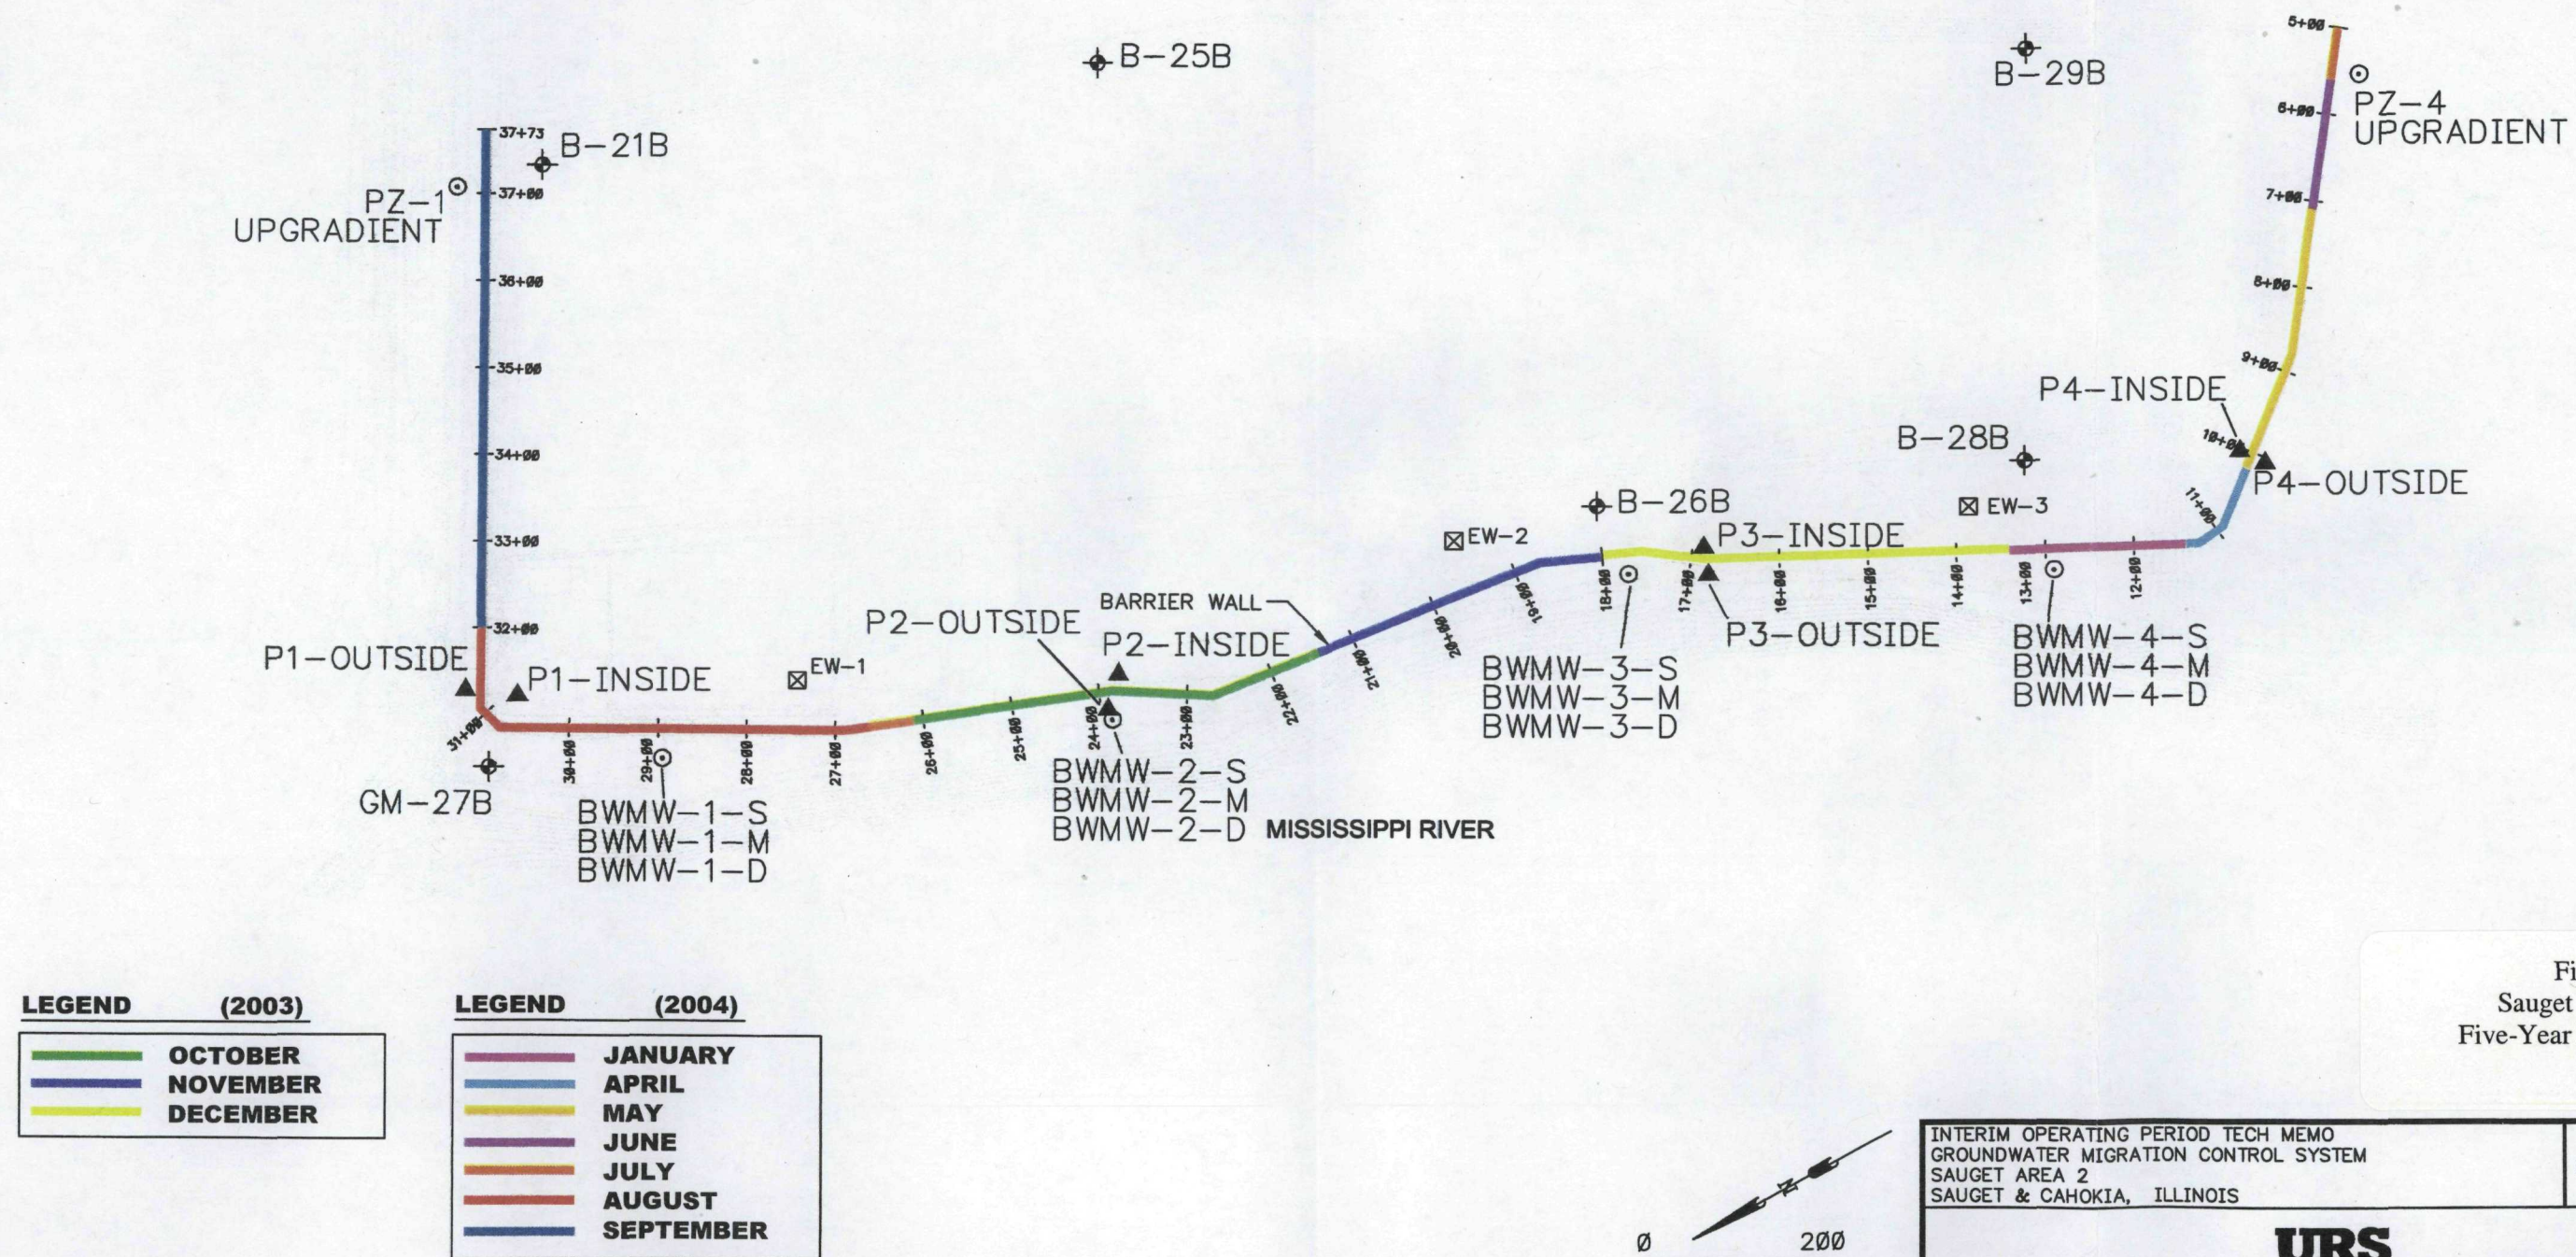 5+00
B-25B
B-29B
PZ-4
UPGRADIENT
6+00
37+73
B-21B
PZ-1
UPGRADIENT
37+00
7+00
36+00
8+00
35+00
9+00
P4-INSIDE
10+00
B-28B
34+00
P4-OUTSIDE
11+00
B-26B
EW-3
33+00
EW-2
P3-INSIDE
18+00
17+00
16+00
15+00
14+00
13+00
12+00
19+00
20+00
21+00
22+00
BARRIER WALL
P2-OUTSIDE
P2-INSIDE
32+00
P3-OUTSIDE
BWMW-4-S
BWMW-4-M
BWMW-4-D
BWMW-3-S
BWMW-3-M
BWMW-3-D
P1-OUTSIDE
P1-INSIDE
EW-1
31+00
30+00
29+00
28+00
27+00
26+00
25+00
24+00
23+00
GM-27B
BWMW-1-S
BWMW-1-M
BWMW-1-D
BWMW-2-S
BWMW-2-M
BWMW-2-D
MISSISSIPPI RIVER
LEGEND (2003)
OCTOBER
NOVEMBER
DECEMBER
LEGEND (2004)
JANUARY
APRIL
MAY
JUNE
JULY
AUGUST
SEPTEMBER
Sauget
Five-Year
N
0 200
INTERIM OPERATING PERIOD TECH MEMO
GROUNDWATER MIGRATION CONTROL SYSTEM
SAUGET AREA 2
SAUGET & CAHOKIA, ILLINOIS
URS